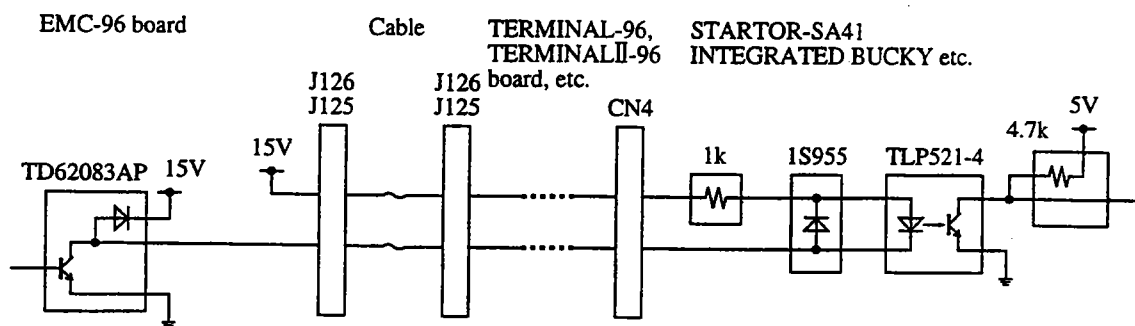 EMC-96 board
Cable
TERMINAL-96,
TERMINALⅡ-96
board, etc.
STARTOR-SA41
INTEGRATED BUCKY etc.
J126
J125
J126
J125
CN4
5V
4.7k
TD62083AP
15V
15V
1k
1S955
TLP521-4